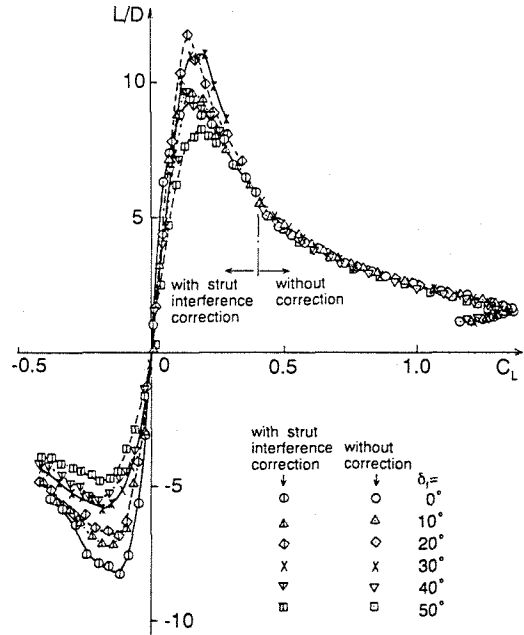 L/D
10
5
with strut interference correction
without correction
-0.5
0
0.5
1.0
C_L
-5
-10
with strut interference correction
without correction
δ_f=
0°
10°
20°
30°
40°
50°